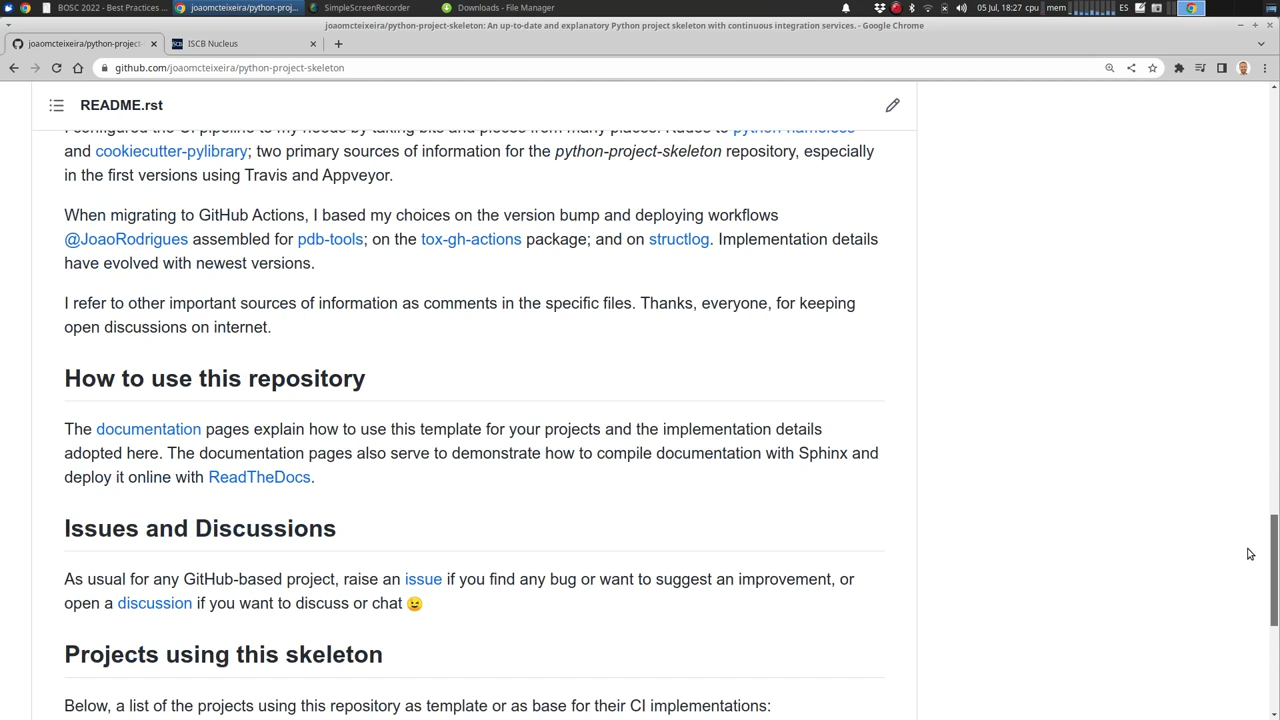 BOSC 2022 - Best Practices ...
joaomcteixeira/python-proj...
SimpleScreenRecorder
Downloads - File Manager
ES
05 Jul, 18:27 cpu
mem
joaomcteixeira/python-project-skeleton: An up-to-date and explanatory Python project skeleton with continuous integration services. - Google Chrome
joaomcteixeira/python-project-
ISCB Nucleus
github.com/joaomcteixeira/python-project-skeleton
README.rst
I configured the CI pipeline to my needs by taking bits and pieces from many places. Kudos to python-nameless
and cookiecutter-pylibrary; two primary sources of information for the python-project-skeleton repository, especially
in the first versions using Travis and Appveyor.
When migrating to GitHub Actions, I based my choices on the version bump and deploying workflows
@JoaoRodrigues assembled for pdb-tools; on the tox-gh-actions package; and on structlog. Implementation details
have evolved with newest versions.
I refer to other important sources of information as comments in the specific files. Thanks, everyone, for keeping
open discussions on internet.
How to use this repository
The documentation pages explain how to use this template for your projects and the implementation details
adopted here. The documentation pages also serve to demonstrate how to compile documentation with Sphinx and
deploy it online with ReadTheDocs.
Issues and Discussions
As usual for any GitHub-based project, raise an issue if you find any bug or want to suggest an improvement, or
open a discussion if you want to discuss or chat 😉
Projects using this skeleton
Below, a list of the projects using this repository as template or as base for their CI implementations: